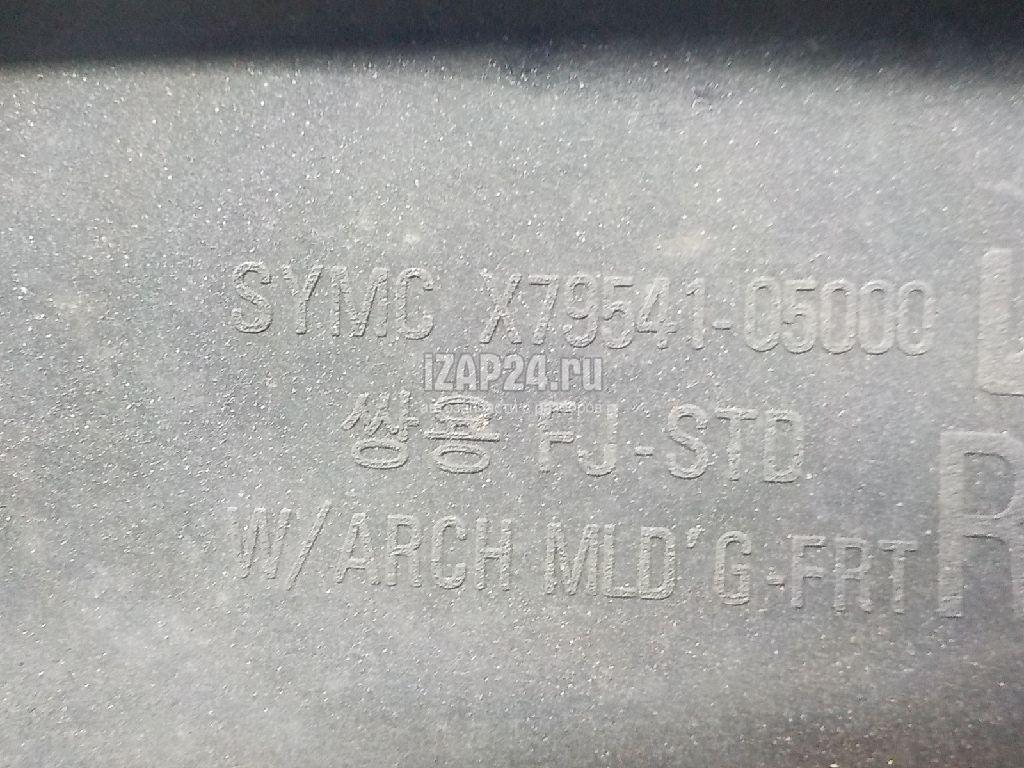 SYMC X79541-05000
IZAP24.ru
쌍용 FJ-STD
W/ARCH MLD'G-FRT
R